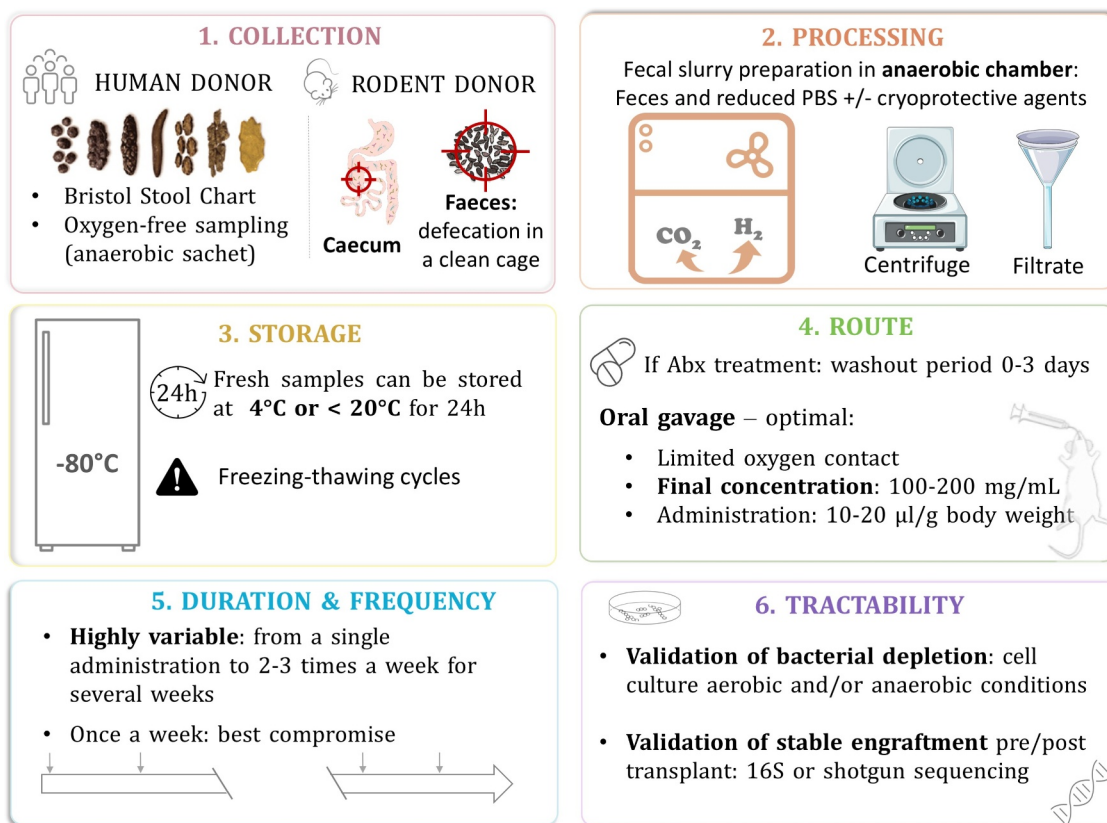 1. COLLECTION
HUMAN DONOR
• Bristol Stool Chart
• Oxygen-free sampling
(anaerobic sachet)
RODENT DONOR
Caecum
Faeces:
defecation in
a clean cage
2. PROCESSING
Fecal slurry preparation in anaerobic chamber:
Feces and reduced PBS +/- cryoprotective agents
CO2
H2
Centrifuge
Filtrate
3. STORAGE
-80°C
24h
Fresh samples can be stored
at 4°C or < 20°C for 24h
Freezing-thawing cycles
4. ROUTE
If Abx treatment: washout period 0-3 days
Oral gavage – optimal:
• Limited oxygen contact
• Final concentration: 100-200 mg/mL
• Administration: 10-20 µl/g body weight
5. DURATION & FREQUENCY
• Highly variable: from a single
administration to 2-3 times a week for
several weeks
• Once a week: best compromise
6. TRACTABILITY
• Validation of bacterial depletion: cell
culture aerobic and/or anaerobic conditions
• Validation of stable engraftment pre/post
transplant: 16S or shotgun sequencing